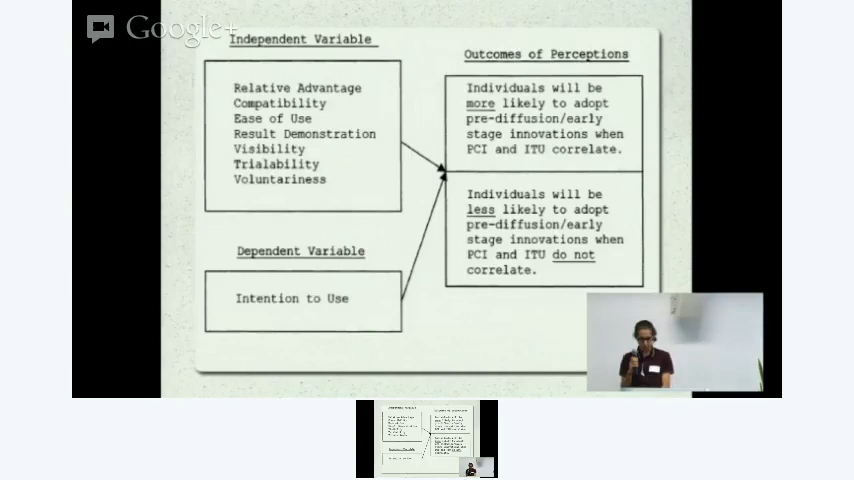 Google+
Independent Variable
Relative Advantage
Compatibility
Ease of Use
Result Demonstration
Visibility
Trialability
Voluntariness
Dependent Variable
Intention to Use
Outcomes of Perceptions
Individuals will be
more likely to adopt
pre-diffusion/early
stage innovations when
PCI and ITU correlate.
Individuals will be
less likely to adopt
pre-diffusion/early
stage innovations when
PCI and ITU do not
correlate.